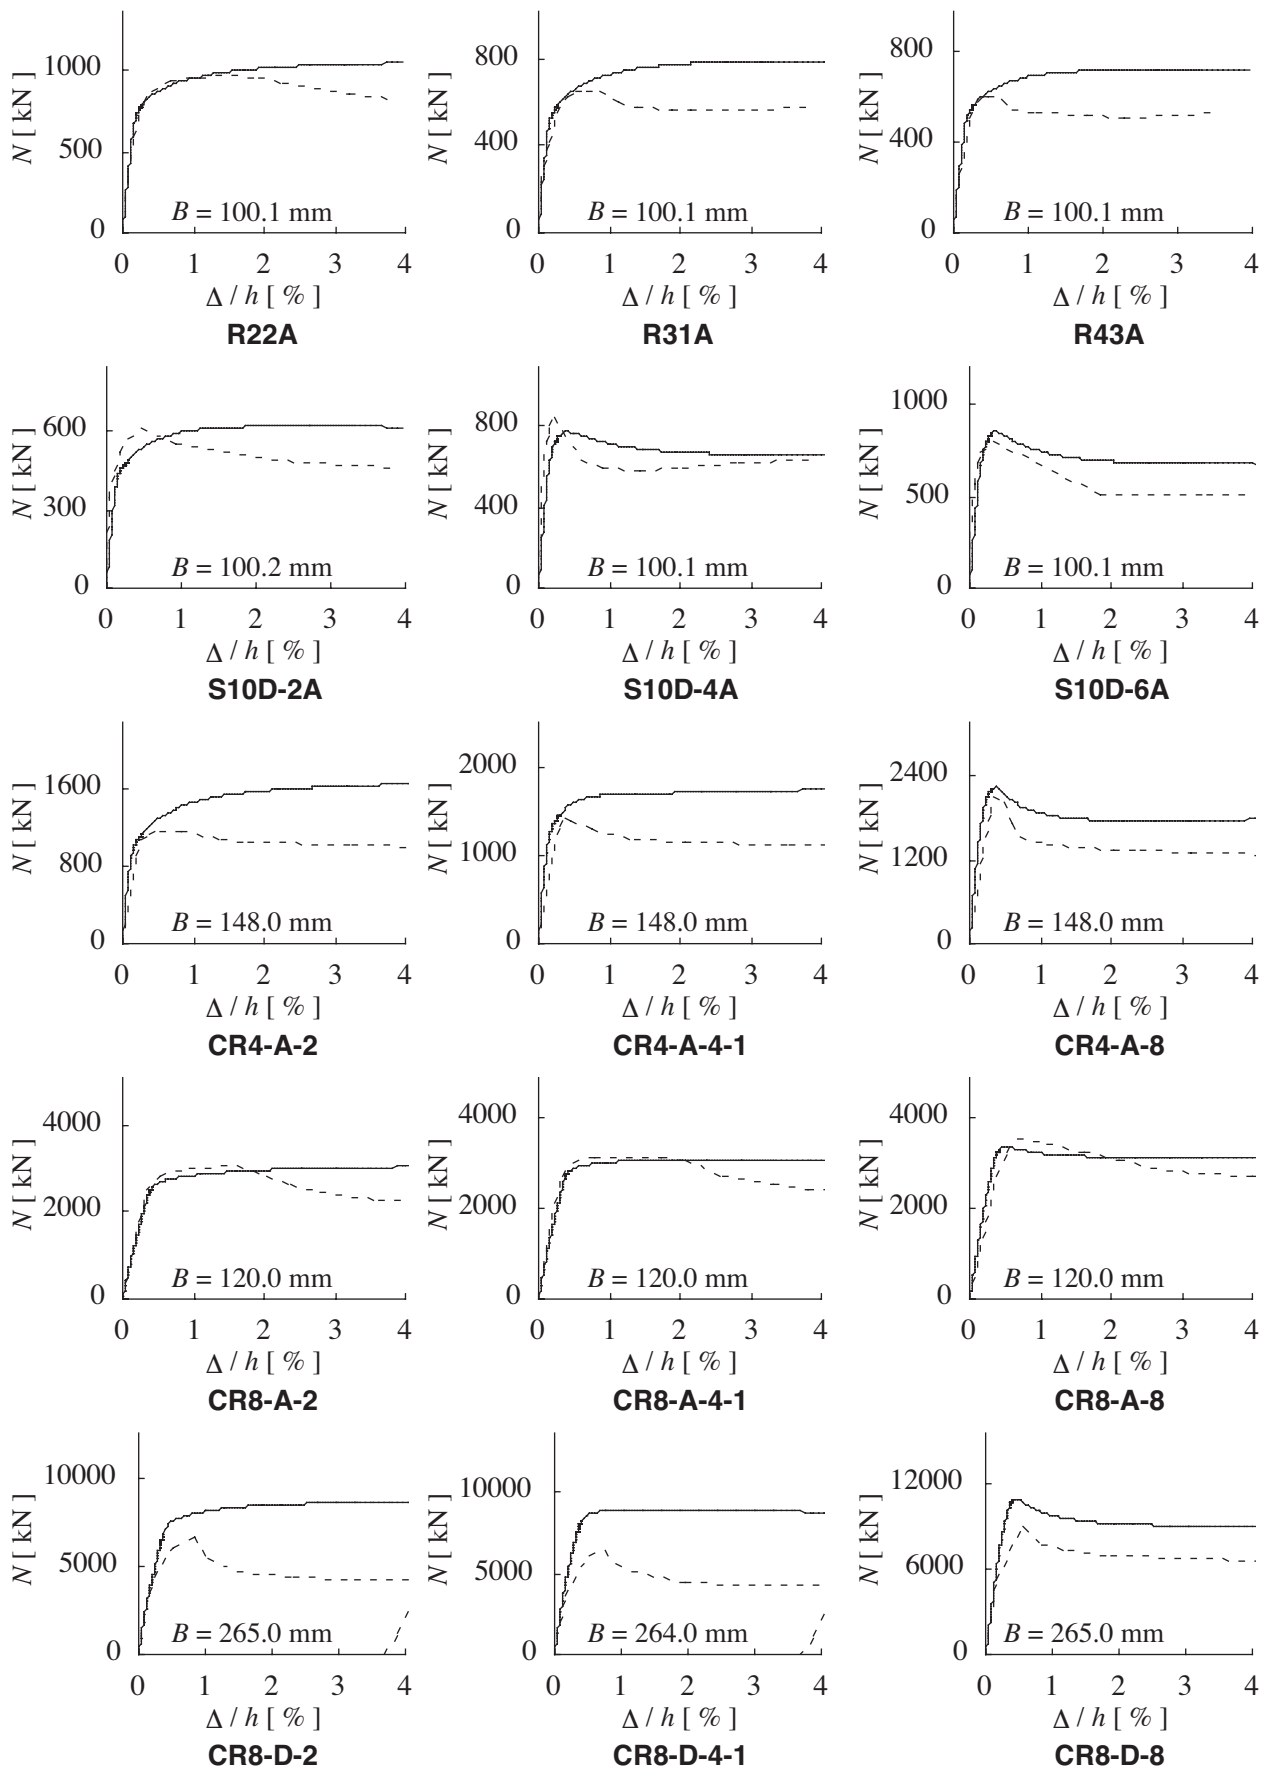 N [ kN ]
1000
500
0
B = 100.1 mm
0 1 2 3 4
Δ / h [ % ]
R22A
N [ kN ]
800
400
0
B = 100.1 mm
0 1 2 3 4
Δ / h [ % ]
R31A
N [ kN ]
800
400
0
B = 100.1 mm
0 1 2 3 4
Δ / h [ % ]
R43A
N [ kN ]
600
300
0
B = 100.2 mm
0 1 2 3 4
Δ / h [ % ]
S10D-2A
N [ kN ]
800
400
0
B = 100.1 mm
0 1 2 3 4
Δ / h [ % ]
S10D-4A
N [ kN ]
1000
500
0
B = 100.1 mm
0 1 2 3 4
Δ / h [ % ]
S10D-6A
N [ kN ]
1600
800
0
B = 148.0 mm
0 1 2 3 4
Δ / h [ % ]
CR4-A-2
N [ kN ]
2000
1000
0
B = 148.0 mm
0 1 2 3 4
Δ / h [ % ]
CR4-A-4-1
N [ kN ]
2400
1200
0
B = 148.0 mm
0 1 2 3 4
Δ / h [ % ]
CR4-A-8
N [ kN ]
4000
2000
0
B = 120.0 mm
0 1 2 3 4
Δ / h [ % ]
CR8-A-2
N [ kN ]
4000
2000
0
B = 120.0 mm
0 1 2 3 4
Δ / h [ % ]
CR8-A-4-1
N [ kN ]
4000
2000
0
B = 120.0 mm
0 1 2 3 4
Δ / h [ % ]
CR8-A-8
N [ kN ]
10000
5000
0
B = 265.0 mm
0 1 2 3 4
Δ / h [ % ]
CR8-D-2
N [ kN ]
10000
5000
0
B = 264.0 mm
0 1 2 3 4
Δ / h [ % ]
CR8-D-4-1
N [ kN ]
12000
6000
0
B = 265.0 mm
0 1 2 3 4
Δ / h [ % ]
CR8-D-8